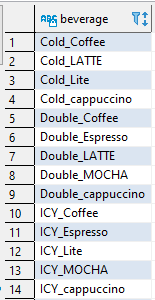 ABC beverage
1 Cold_Coffee
2 Cold_LATTE
3 Cold_Lite
4 Cold_cappuccino
5 Double_Coffee
6 Double_Espresso
7 Double_LATTE
8 Double_MOCHA
9 Double_cappuccino
10 ICY_Coffee
11 ICY_Espresso
12 ICY_Lite
13 ICY_MOCHA
14 ICY_cappuccino